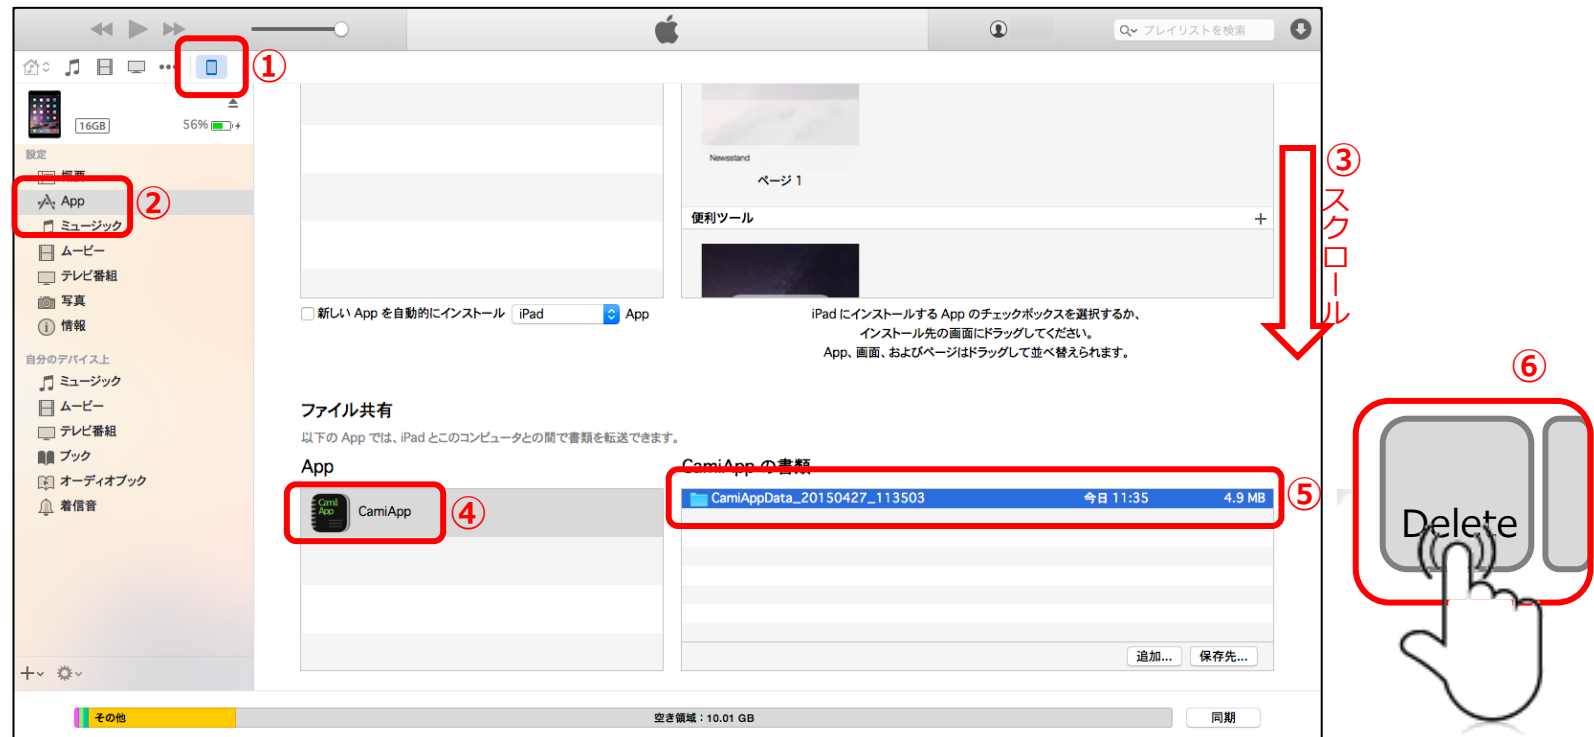 プレイリストを検索
①
16GB
56%
設定
概要
App
②
ミュージック
ムービー
テレビ番組
写真
情報
自分のデバイス上
ミュージック
ムービー
テレビ番組
ブック
オーディオブック
着信音
Newsstand
ページ 1
便利ツール
新しい App を自動的にインストール iPad App
iPad にインストールする App のチェックボックスを選択するか、
インストール先の画面にドラッグしてください。
App、画面、およびページはドラッグして並べ替えられます。
③
スクロール
ファイル共有
以下の App では、iPad とこのコンピュータとの間で書類を転送できます。
App
CamiApp
④
CamiApp の書類
CamiAppData_20150427_113503 今日 11:35 4.9 MB
⑤
追加...
保存先...
⑥
Delete
その他
空き領域：10.01 GB
同期
Cami
App